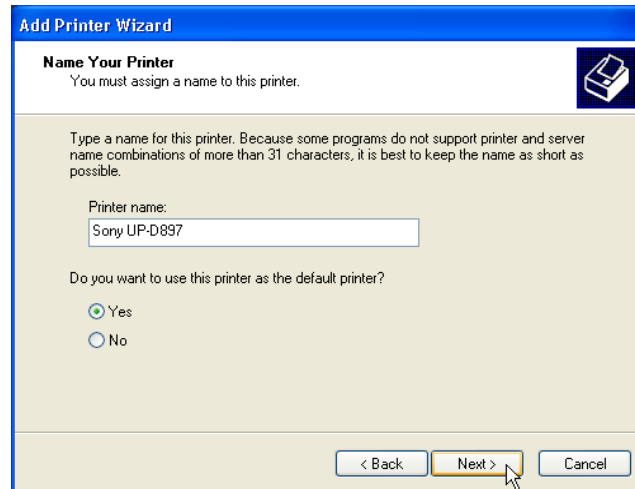 Add Printer Wizard
Name Your Printer
You must assign a name to this printer.
Type a name for this printer. Because some programs do not support printer and server
name combinations of more than 31 characters, it is best to keep the name as short as
possible.
Printer name:
Sony UP-D897
Do you want to use this printer as the default printer?
Yes
No
< Back Next > Cancel